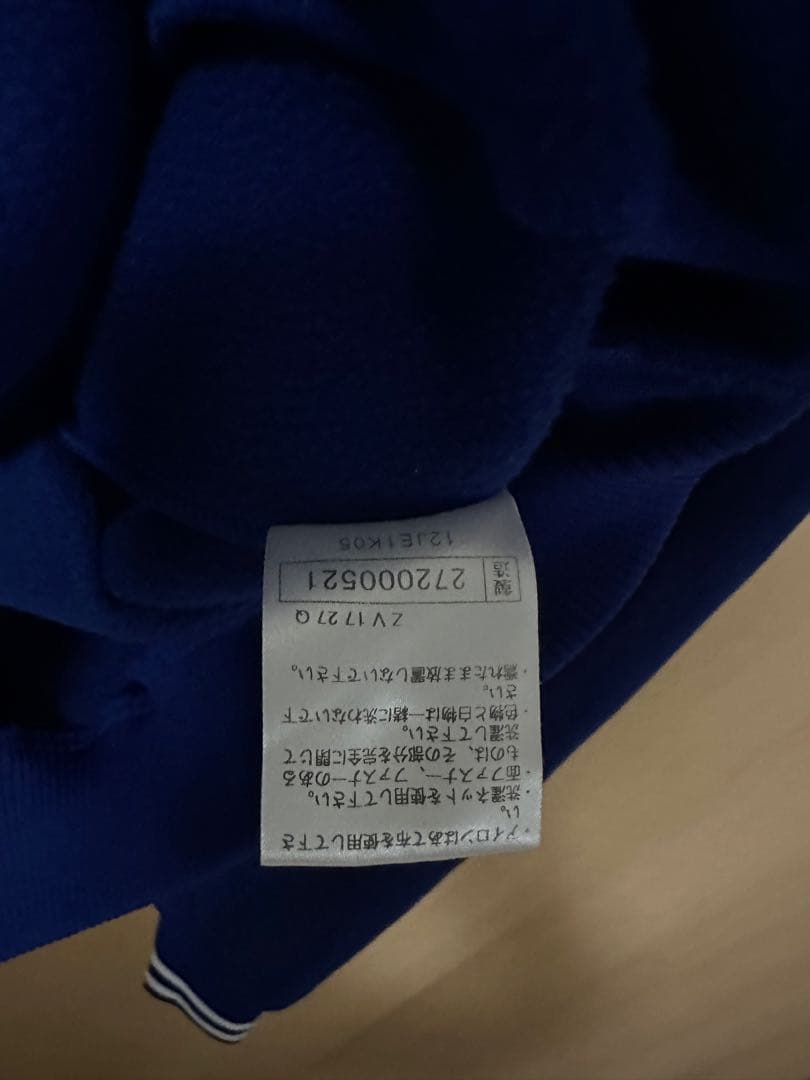 ・アイロンはあて布を使用して下さ
い。
・洗濯ネットを使用して下さい。
・面ファスナー、ファスナーのある
ものは、その部分を完全に閉じて
洗濯して下さい。
・色物と白物は一緒に洗わないで下
さい。
・濡れたまま放置しないで下さい。
ZV1727Q
製造 272000521
12JE1K05